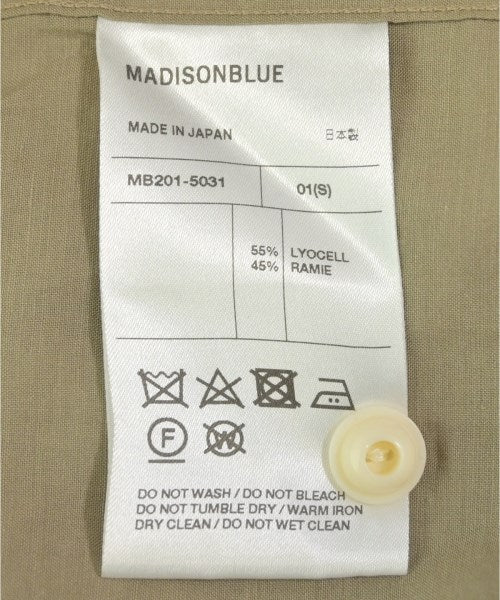 MADISONBLUE
MADE IN JAPAN 日本製
MB201-5031 01(S)
55% LYOCELL
45% RAMIE
F W
DO NOT WASH / DO NOT BLEACH
DO NOT TUMBLE DRY / WARM IRON
DRY CLEAN / DO NOT WET CLEAN